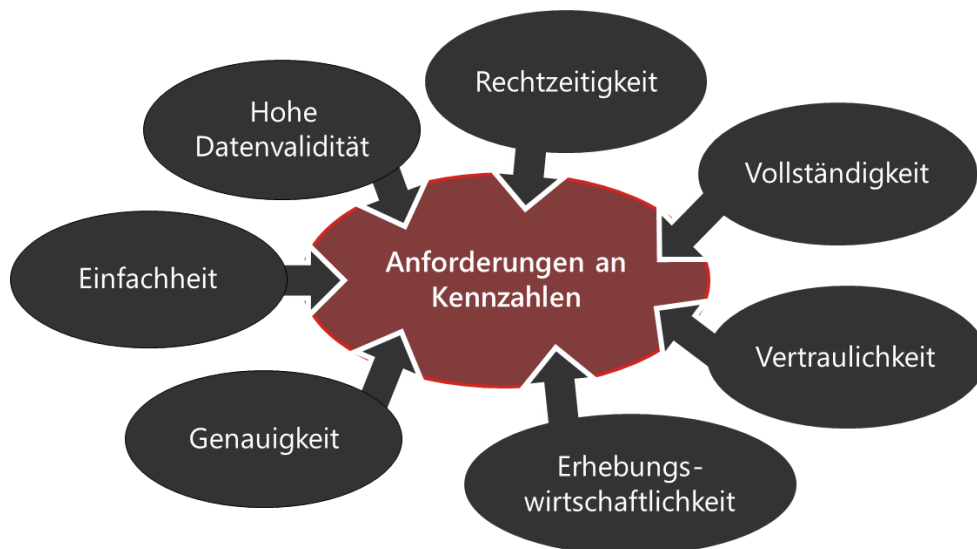 Rechtzeitigkeit
Hohe
Datenvalidität
Vollständigkeit
Einfachheit
Anforderungen an
Kennzahlen
Vertraulichkeit
Genauigkeit
Erhebungs-
wirtschaftlichkeit